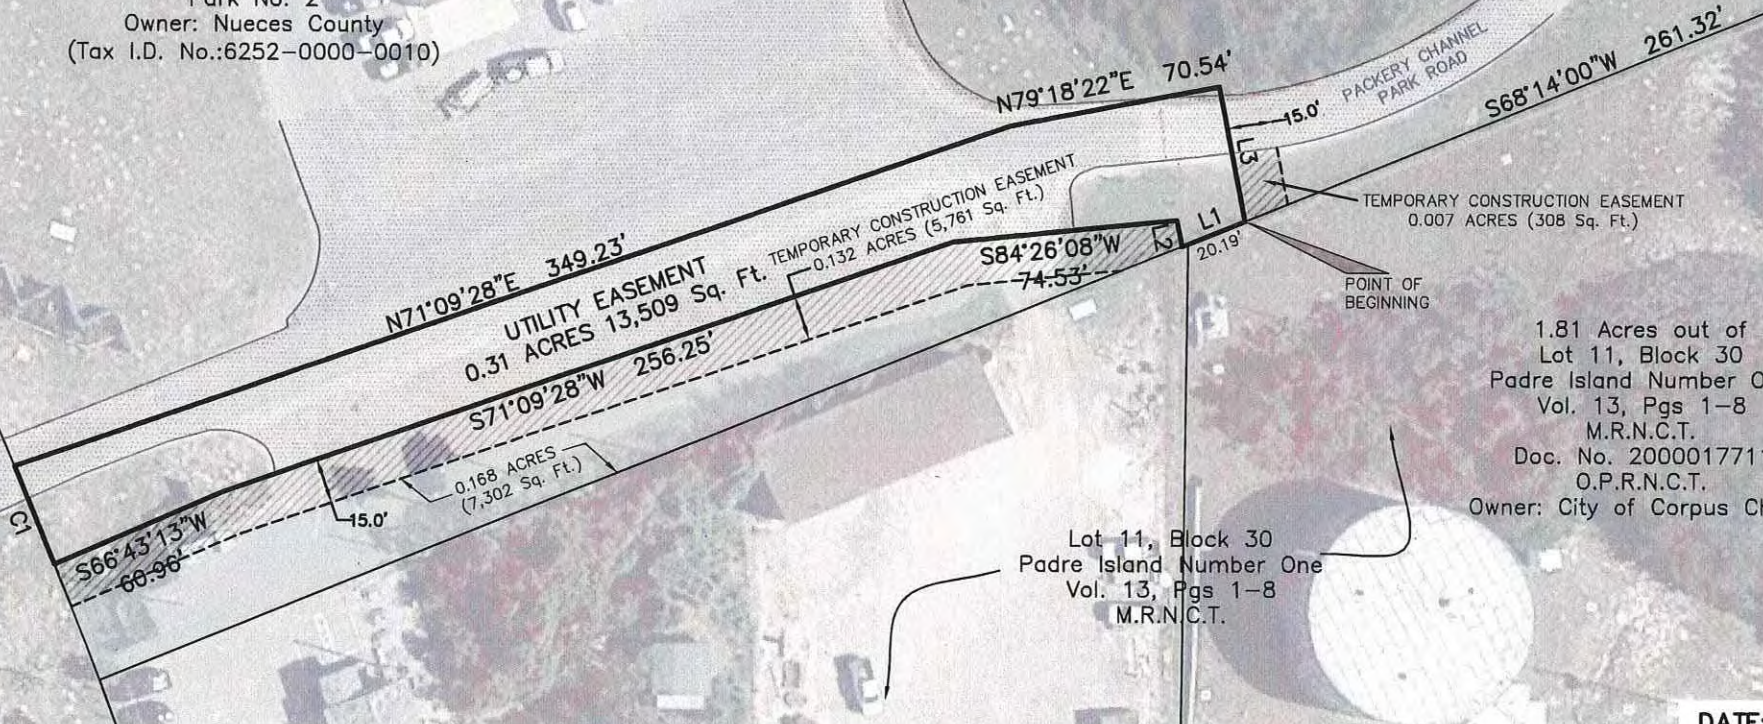 Park No. 2
Owner: Nueces County
(Tax I.D. No.:6252-0000-0010)
N79°18'22"E 70.54'
PACKERY CHANNEL
PARK ROAD
S68°14'00"W 261.32'
15.0'
L3
TEMPORARY CONSTRUCTION EASEMENT
0.007 ACRES (308 Sq. Ft.)
L1
20.19'
L2
POINT OF
BEGINNING
N71°09'28"E 349.23'
UTILITY EASEMENT
0.31 ACRES 13,509 Sq. Ft.
TEMPORARY CONSTRUCTION EASEMENT
0.132 ACRES (5,761 Sq. Ft.)
S84°26'08"W
74.53'
S71°09'28"W 256.25'
0.168 ACRES
(7,302 Sq. Ft.)
15.0'
C1
S66°43'13"W
60.96'
1.81 Acres out of
Lot 11, Block 30
Padre Island Number
Vol. 13, Pgs 1-8
M.R.N.C.T.
Doc. No.
O.P.R.N.C.T.
Owner: City of Corpus
Lot 11, Block 30
Padre Island Number One
Vol. 13, Pgs 1-8
M.R.N.C.T.
DATE